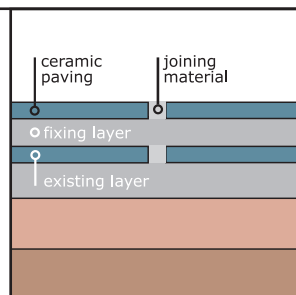 ceramic
paving
joining
material
fixing layer
existing layer